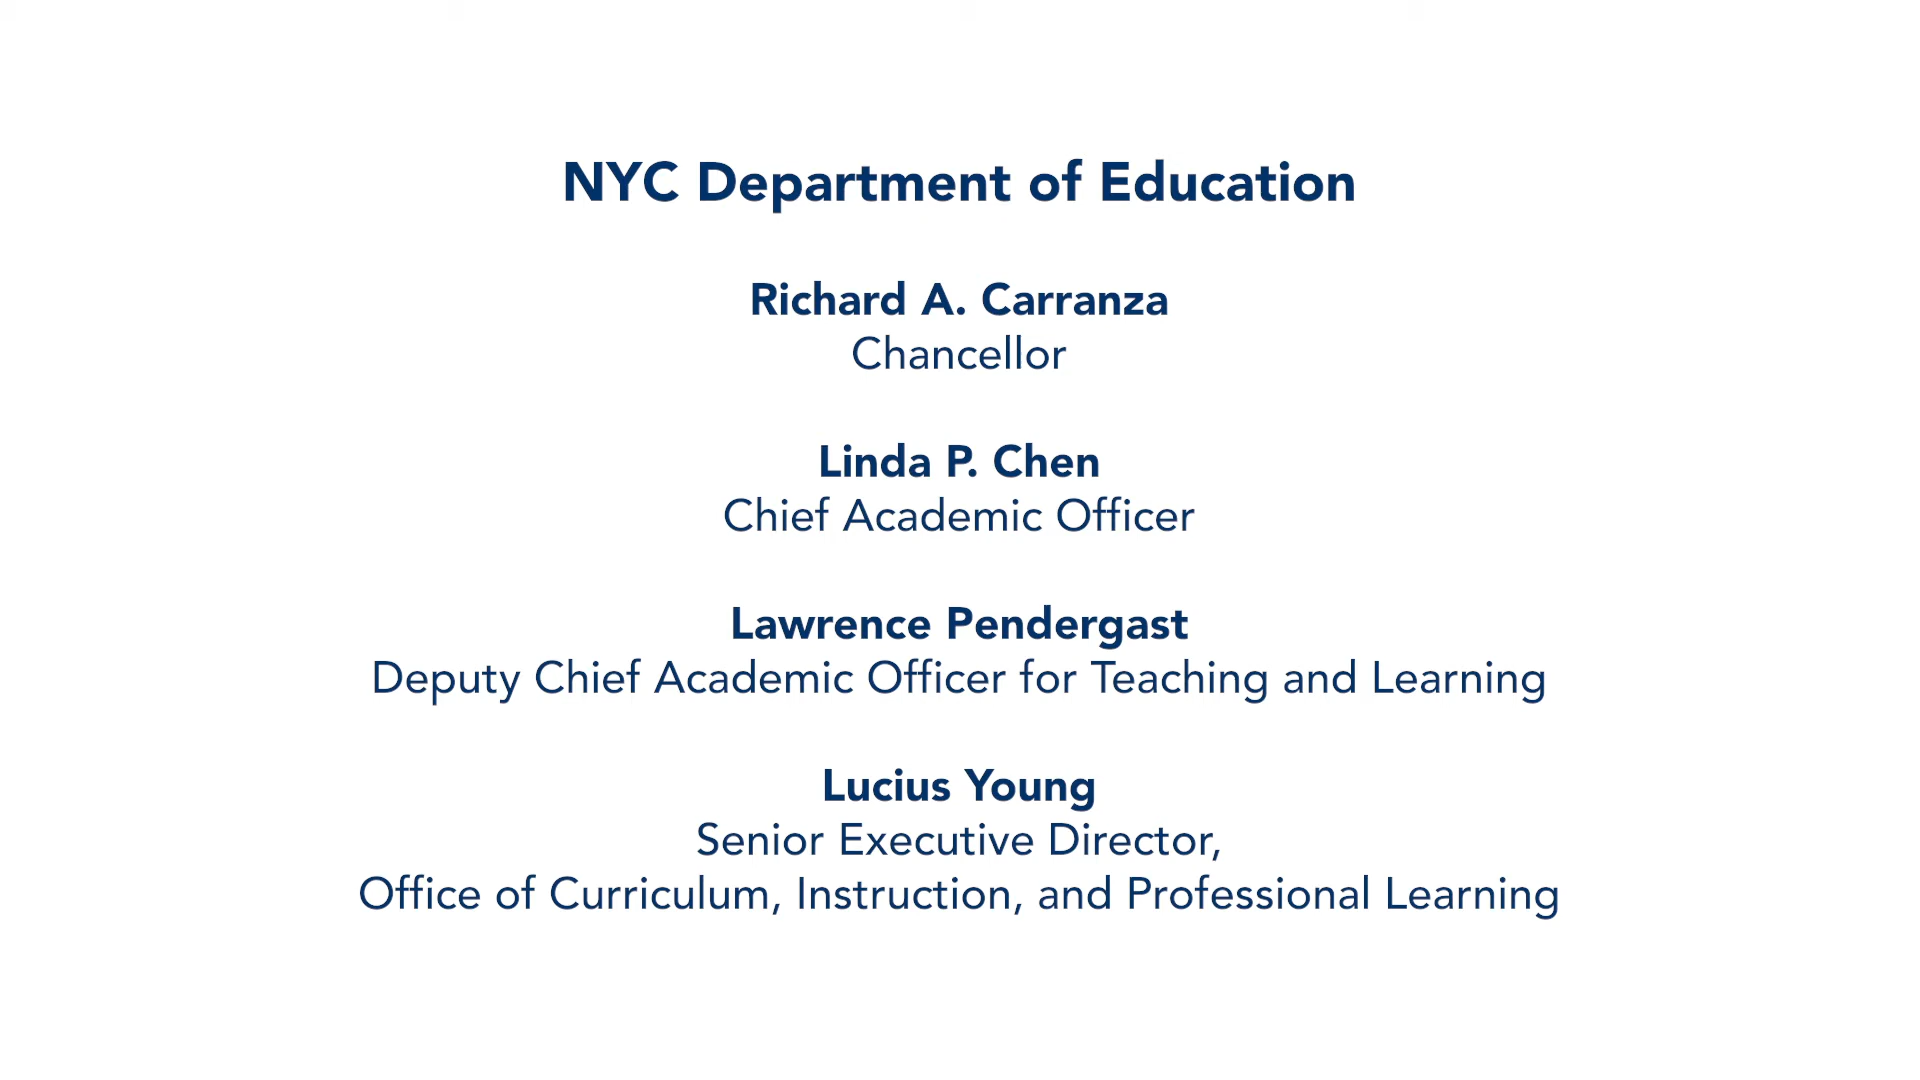 NYC Department of Education
Richard A. Carranza
Chancellor
Linda P. Chen
Chief Academic Officer
Lawrence Pendergast
Deputy Chief Academic Officer for Teaching and Learning
Lucius Young
Senior Executive Director,
Office of Curriculum, Instruction, and Professional Learning